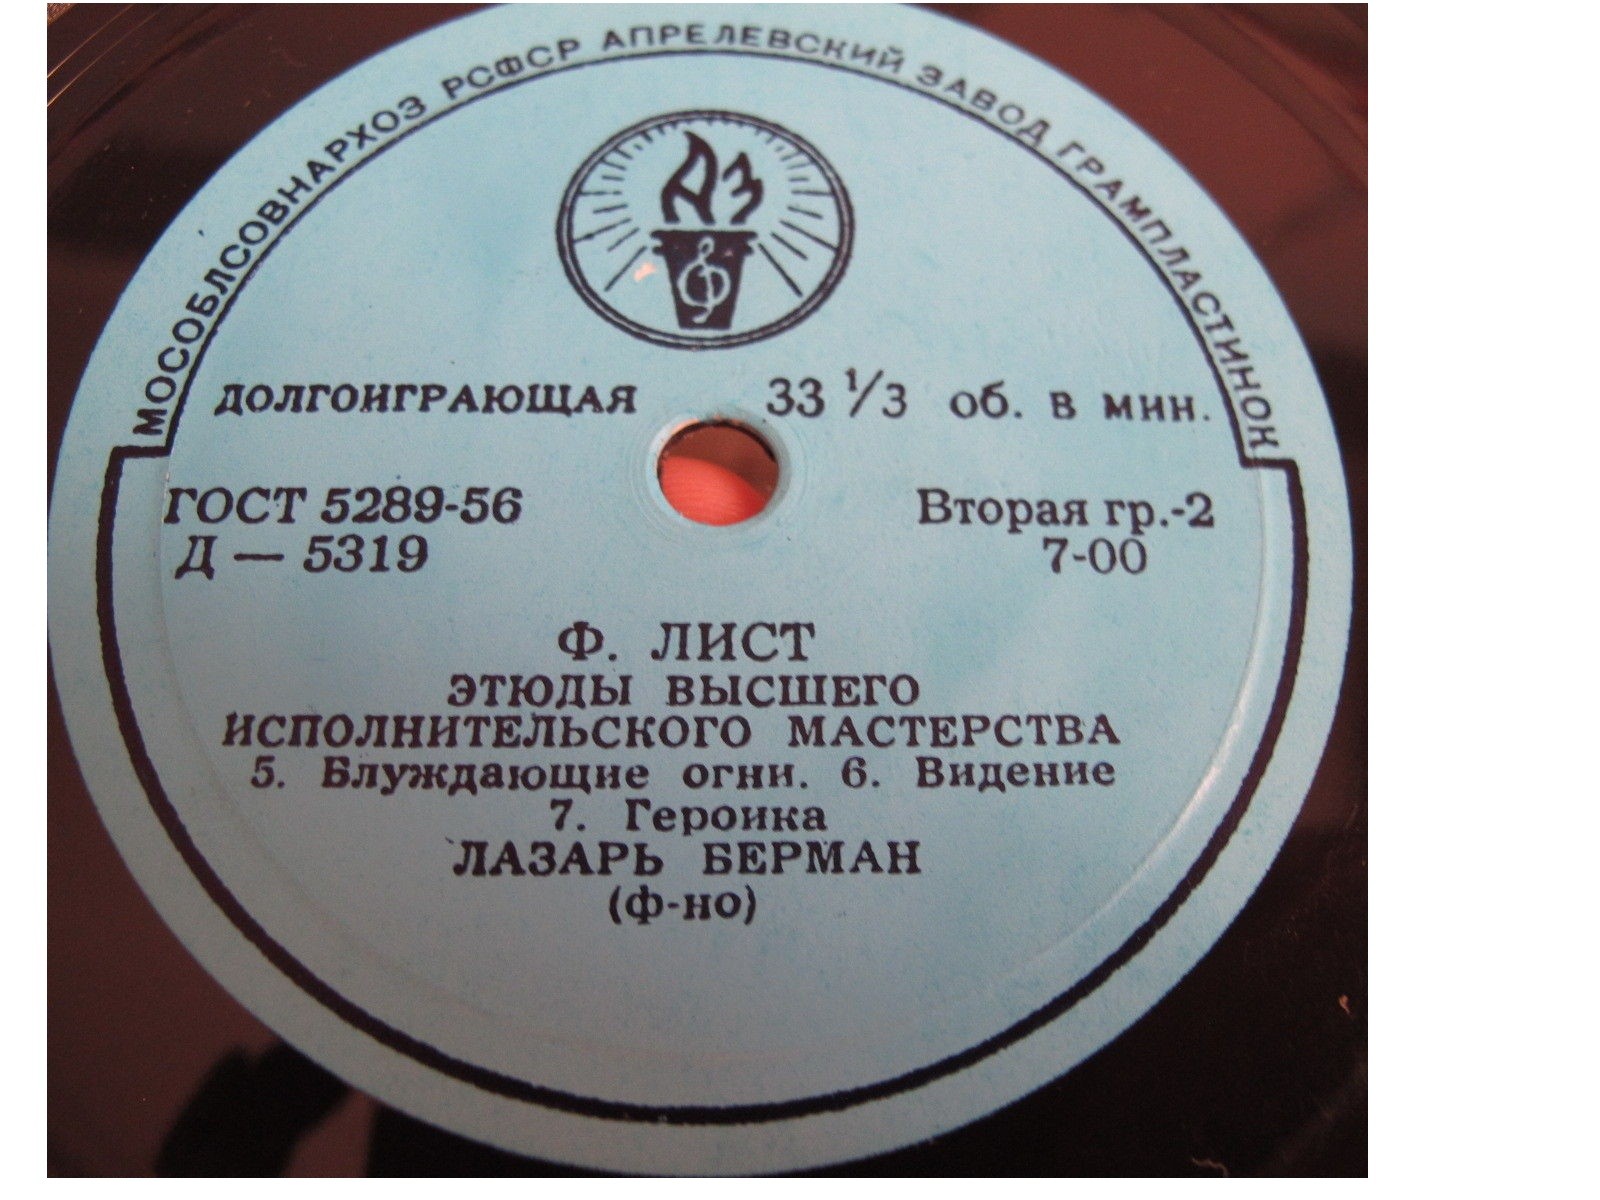 МОСОБЛСОВНАРХОЗ РСФСР АПРЕЛЕВСКИЙ ЗАВОД ГРАМПЛАСТИНОК
АЗ
ДОЛГОИГРАЮЩАЯ 33 1/3 об. в мин.
ГОСТ 5289-56 Вторая гр.-2
Д — 5319 7-00
Ф. ЛИСТ
ЭТЮДЫ ВЫСШЕГО
ИСПОЛНИТЕЛЬСКОГО МАСТЕРСТВА
5. Блуждающие огни. 6. Видение
7. Героика
ЛАЗАРЬ БЕРМАН
(ф-но)